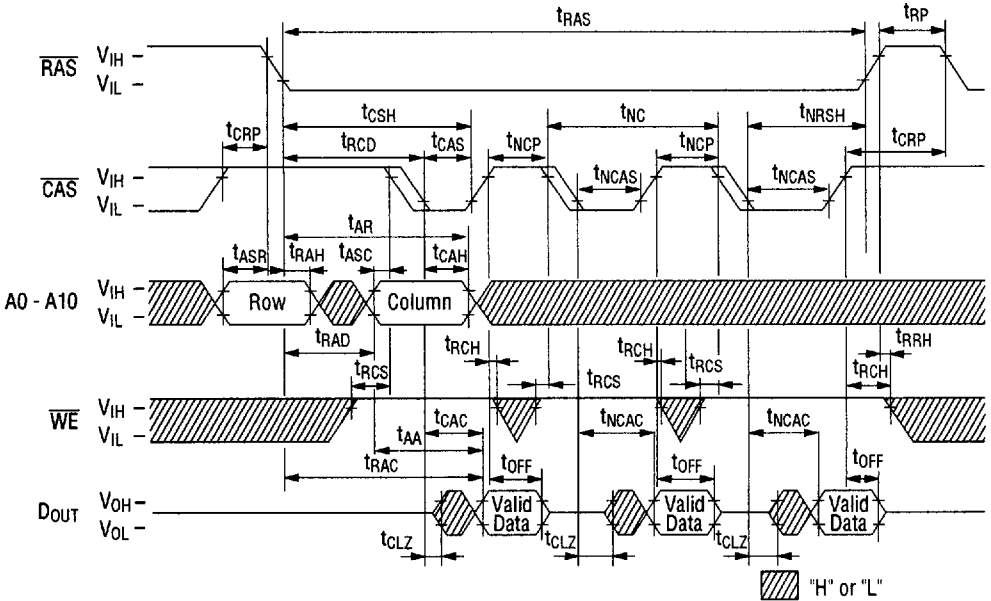 tRAS
tRP
RAS
VIH
VIL
tCSH
tNC
tNRSH
tCRP
tRCD
tCAS
tNCP
tNCP
tCRP
CAS
VIH
VIL
tNCAS
tNCAS
tAR
tASR
tRAH
tASC
tCAH
A0 - A10
VIH
VIL
Row
Column
tRAD
tRCH
tRCH
tRRH
tRCS
tRCS
tRCS
tRCH
WE
VIH
VIL
tCAC
tNCAC
tNCAC
tAA
tRAC
tOFF
tOFF
tOFF
DOUT
VOH
VOL
Valid
Data
Valid
Data
Valid
Data
tCLZ
tCLZ
tCLZ
"H" or "L"